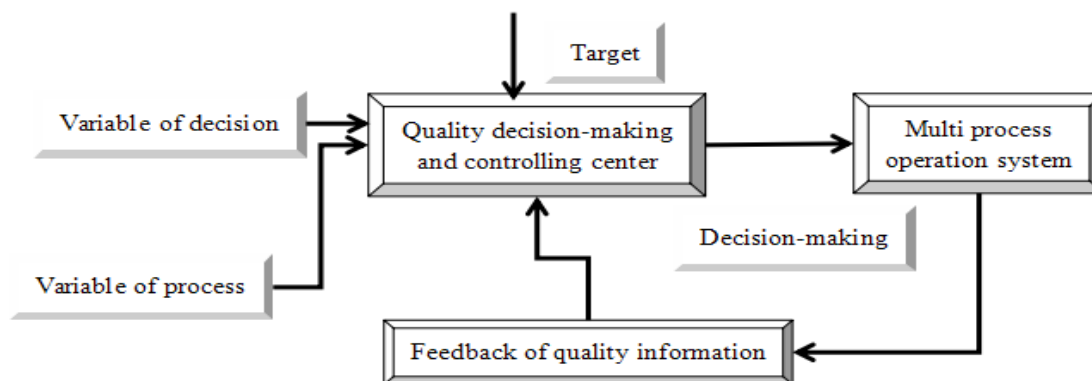 Target
Variable of decision
Quality decision-making
and controlling center
Multi process
operation system
Decision-making
Variable of process
Feedback of quality information